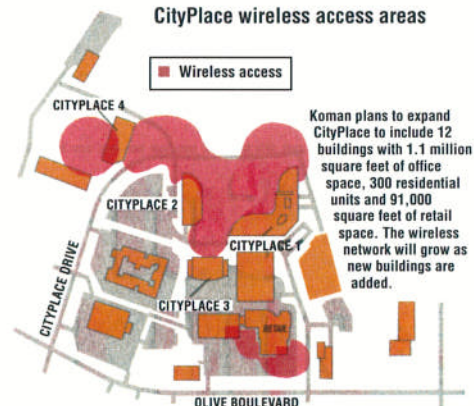 CityPlace wireless access areas
Wireless access
CITYPLACE 4
Koman plans to expand
CityPlace to include 12
buildings with 1.1 million
square feet of office
space, 300 residential
units and 91,000
square feet of retail
space. The wireless
network will grow as
new buildings are
added.
CITYPLACE 2
CITYPLACE 1
CITYPLACE DRIVE
CITYPLACE 3
RETAIL
OLIVE BOULEVARD